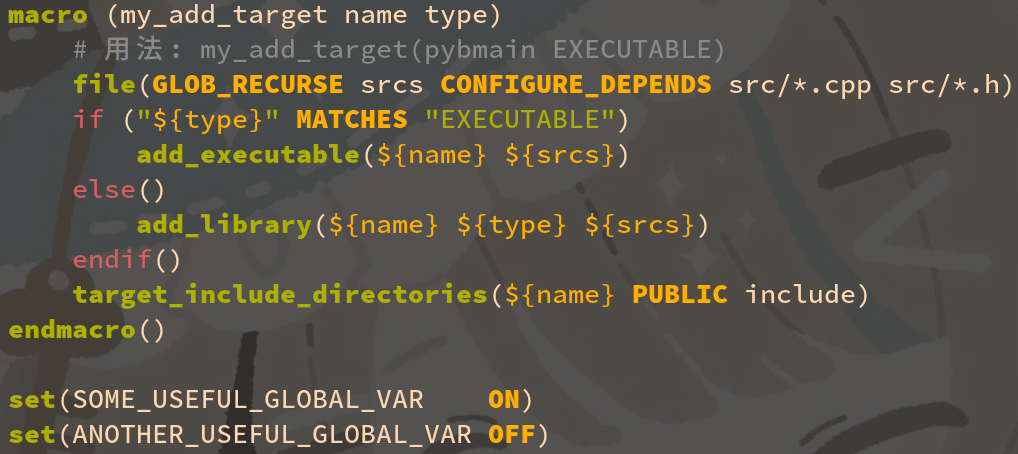 macro (my_add_target name type)
    # 用法: my_add_target(pybmain EXECUTABLE)
    file(GLOB_RECURSE srcs CONFIGURE_DEPENDS src/*.cpp src/*.h)
    if ("${type}" MATCHES "EXECUTABLE")
        add_executable(${name} ${srcs})
    else()
        add_library(${name} ${type} ${srcs})
    endif()
    target_include_directories(${name} PUBLIC include)
endmacro()

set(SOME_USEFUL_GLOBAL_VAR    ON)
set(ANOTHER_USEFUL_GLOBAL_VAR OFF)